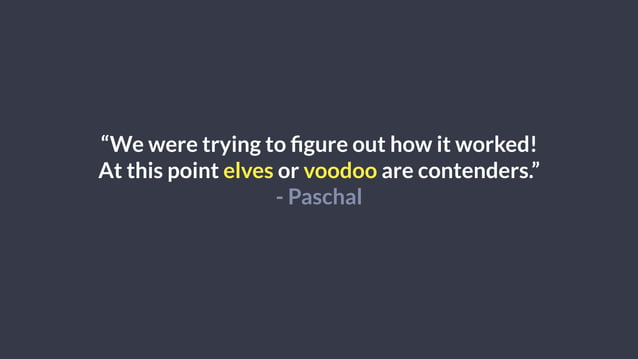 “We were trying to figure out how it worked!
At this point elves or voodoo are contenders.”
- Paschal